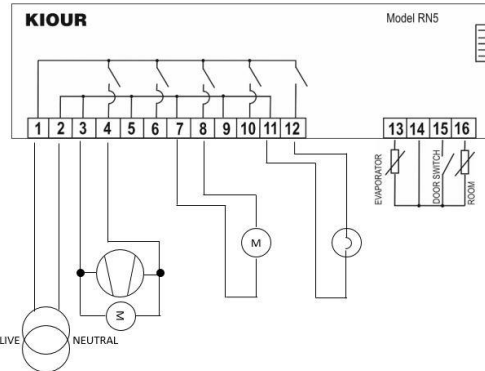 KIOUR
Model RN5
1 2 3 4 5 6 7 8 9 10 11 12
13 14 15 16
EVAPORATOR
DOOR SWITCH
ROOM
M
M
LIVE
NEUTRAL